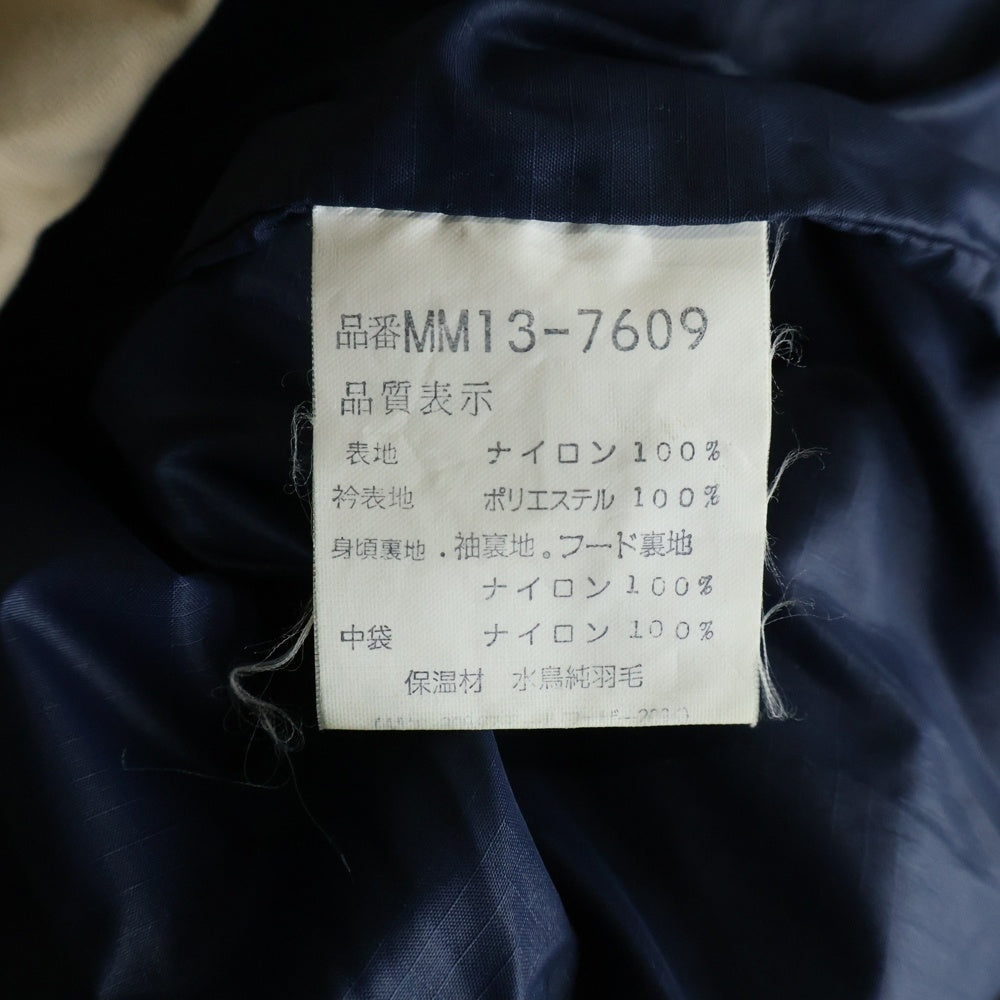 品番MM13-7609
品質表示
表地 ナイロン 100%
衿表地 ポリエステル 100%
身頃裏地.袖裏地。フード裏地
ナイロン 100%
中袋 ナイロン 100%
保温材 水鳥純羽毛